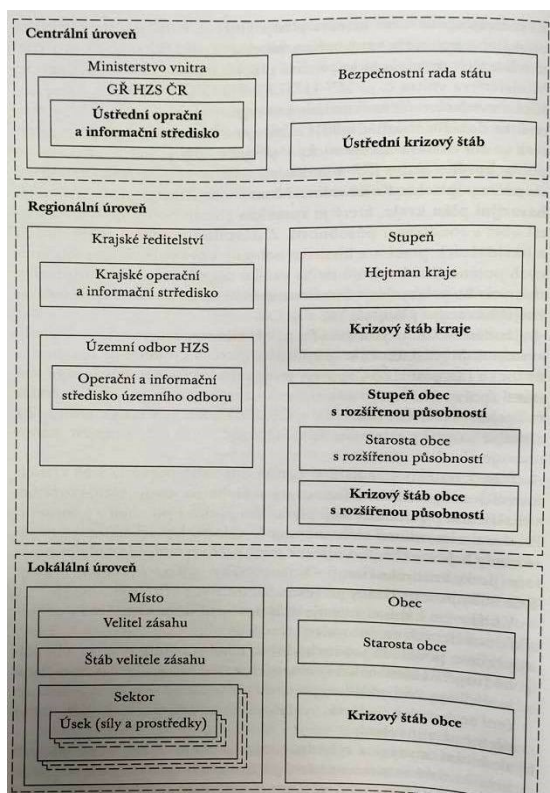 Centrální úroveň
Ministerstvo vnitra
GŘ HZS ČR
Ústřední oprační
a informační středisko
Bezpečnostní rada státu
Ústřední krizový štáb
Regionální úroveň
Krajské ředitelství
Krajské operační
a informační středisko
Územní odbor HZS
Operační a informační
středisko územního odboru
Stupeň
Hejtman kraje
Krizový štáb kraje
Stupeň obec
s rozšířenou působností
Starosta obce
s rozšířenou působností
Krizový štáb obce
s rozšířenou působností
Lokálální úroveň
Místo
Velitel zásahu
Štáb velitele zásahu
Sektor
Úsek (síly a prostředky)
Obec
Starosta obce
Krizový štáb obce